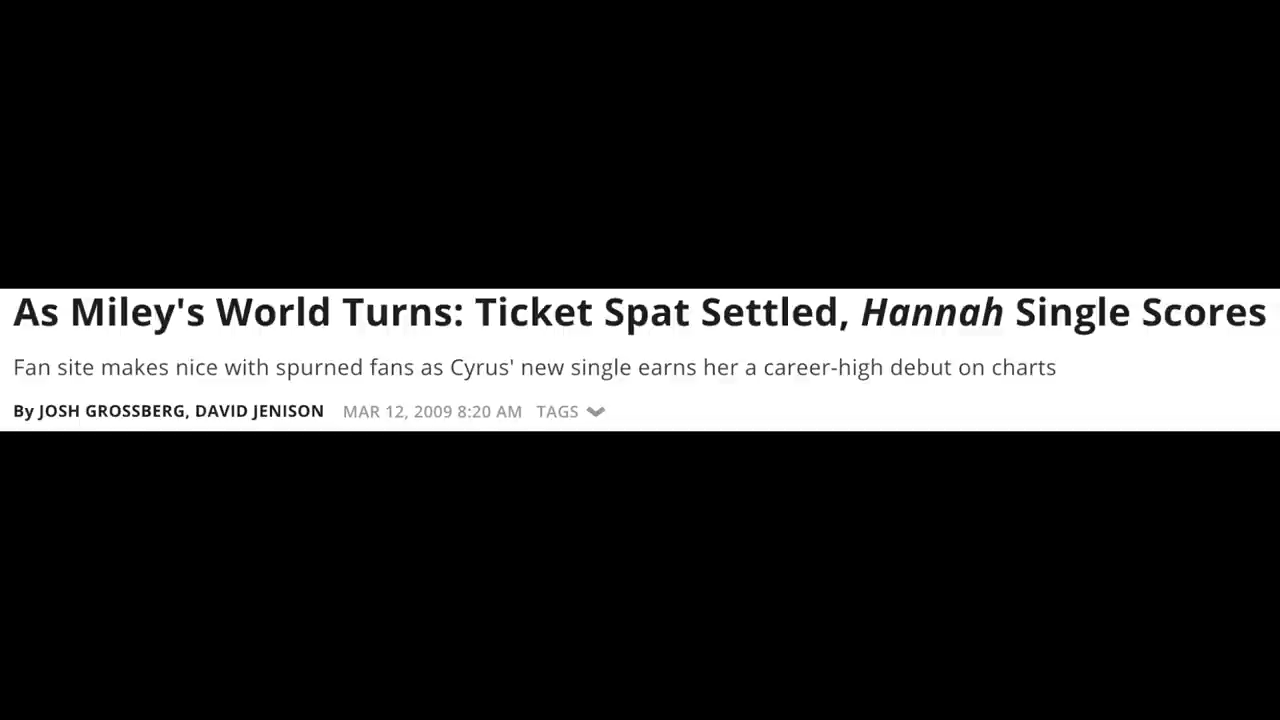 As Miley's World Turns: Ticket Spat Settled, Hannah Single Scores
Fan site makes nice with spurned fans as Cyrus' new single earns her a career-high debut on charts
By JOSH GROSSBERG, DAVID JENISON MAR 12, 2009 8:20 AM TAGS